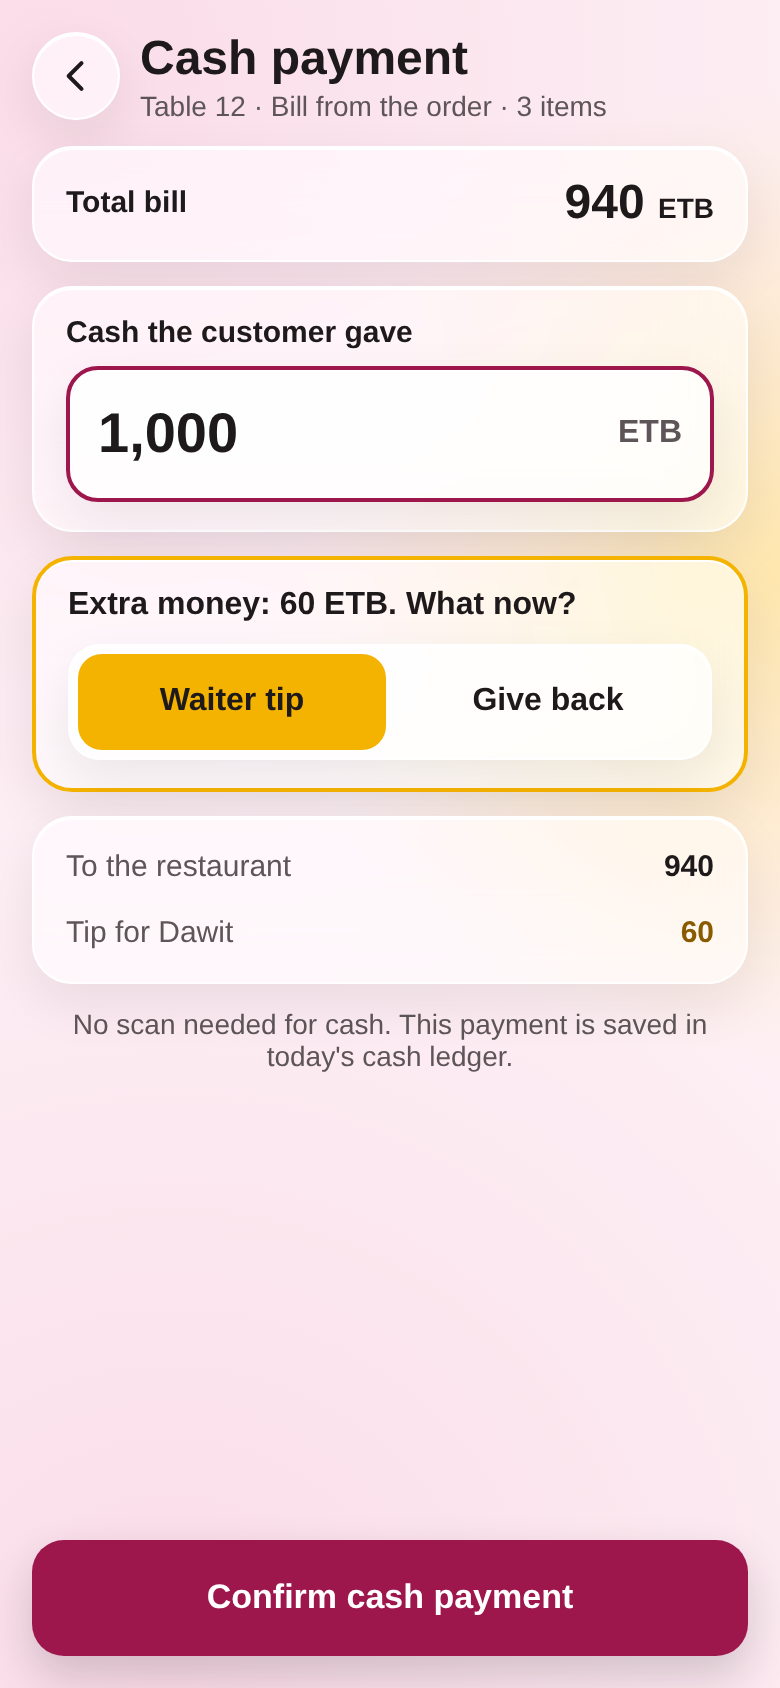 Cash payment
Table 12 · Bill from the order · 3 items
Total bill
940 ETB
Cash the customer gave
1,000 ETB
Extra money: 60 ETB. What now?
Waiter tip
Give back
To the restaurant 940
Tip for Dawit 60
No scan needed for cash. This payment is saved in
today's cash ledger.
Confirm cash payment